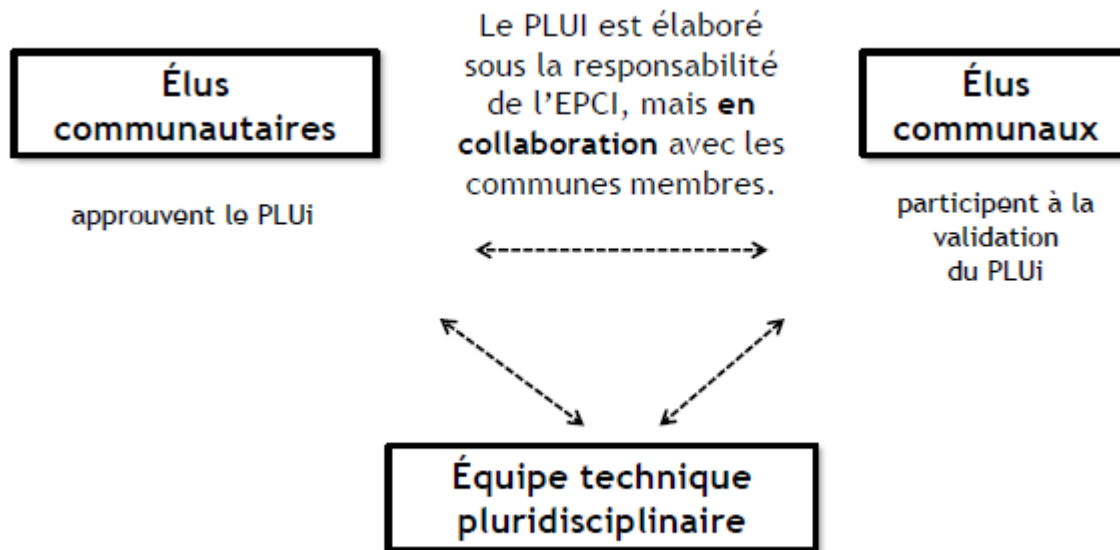 Élus
communautaires
approuvent le PLUi
Le PLUI est élaboré
sous la responsabilité
de l'EPCI, mais en
collaboration avec les
communes membres.
Élus
communaux
participent à la
validation
du PLUi
Équipe technique
pluridisciplinaire